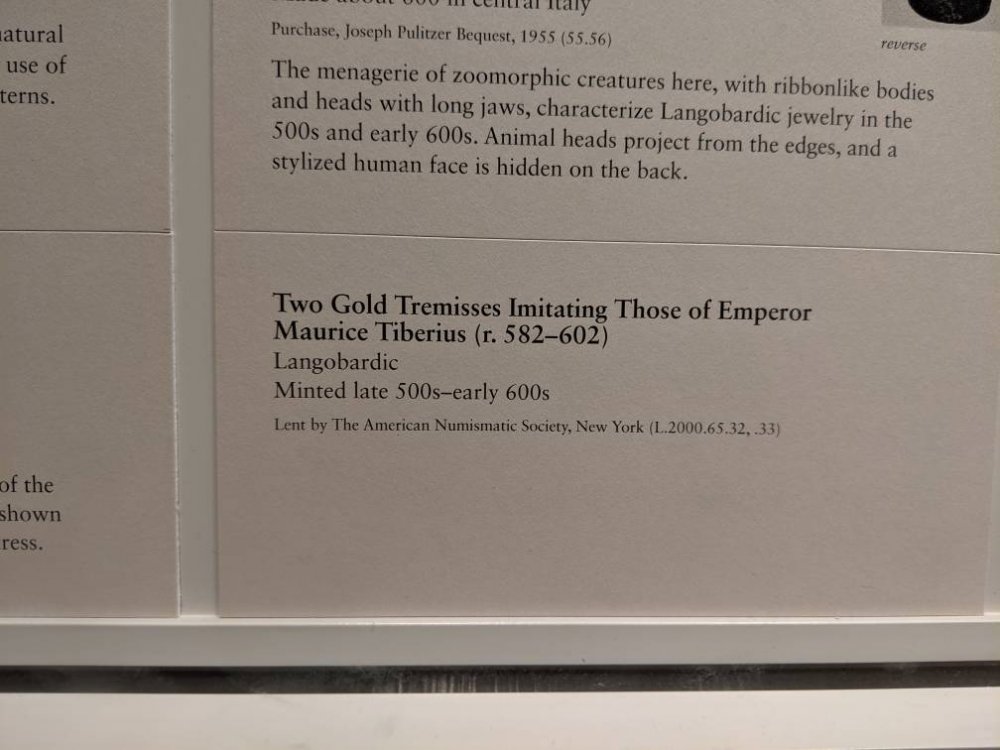 central Italy
Purchase, Joseph Pulitzer Bequest, 1955 (55.56)
reverse
The menagerie of zoomorphic creatures here, with ribbonlike bodies
and heads with long jaws, characterize Langobardic jewelry in the
500s and early 600s. Animal heads project from the edges, and a
stylized human face is hidden on the back.
Two Gold Tremisses Imitating Those of Emperor
Maurice Tiberius (r. 582–602)
Langobardic
Minted late 500s–early 600s
Lent by The American Numismatic Society, New York (L.2000.65.32, .33)
use of
of the
shown